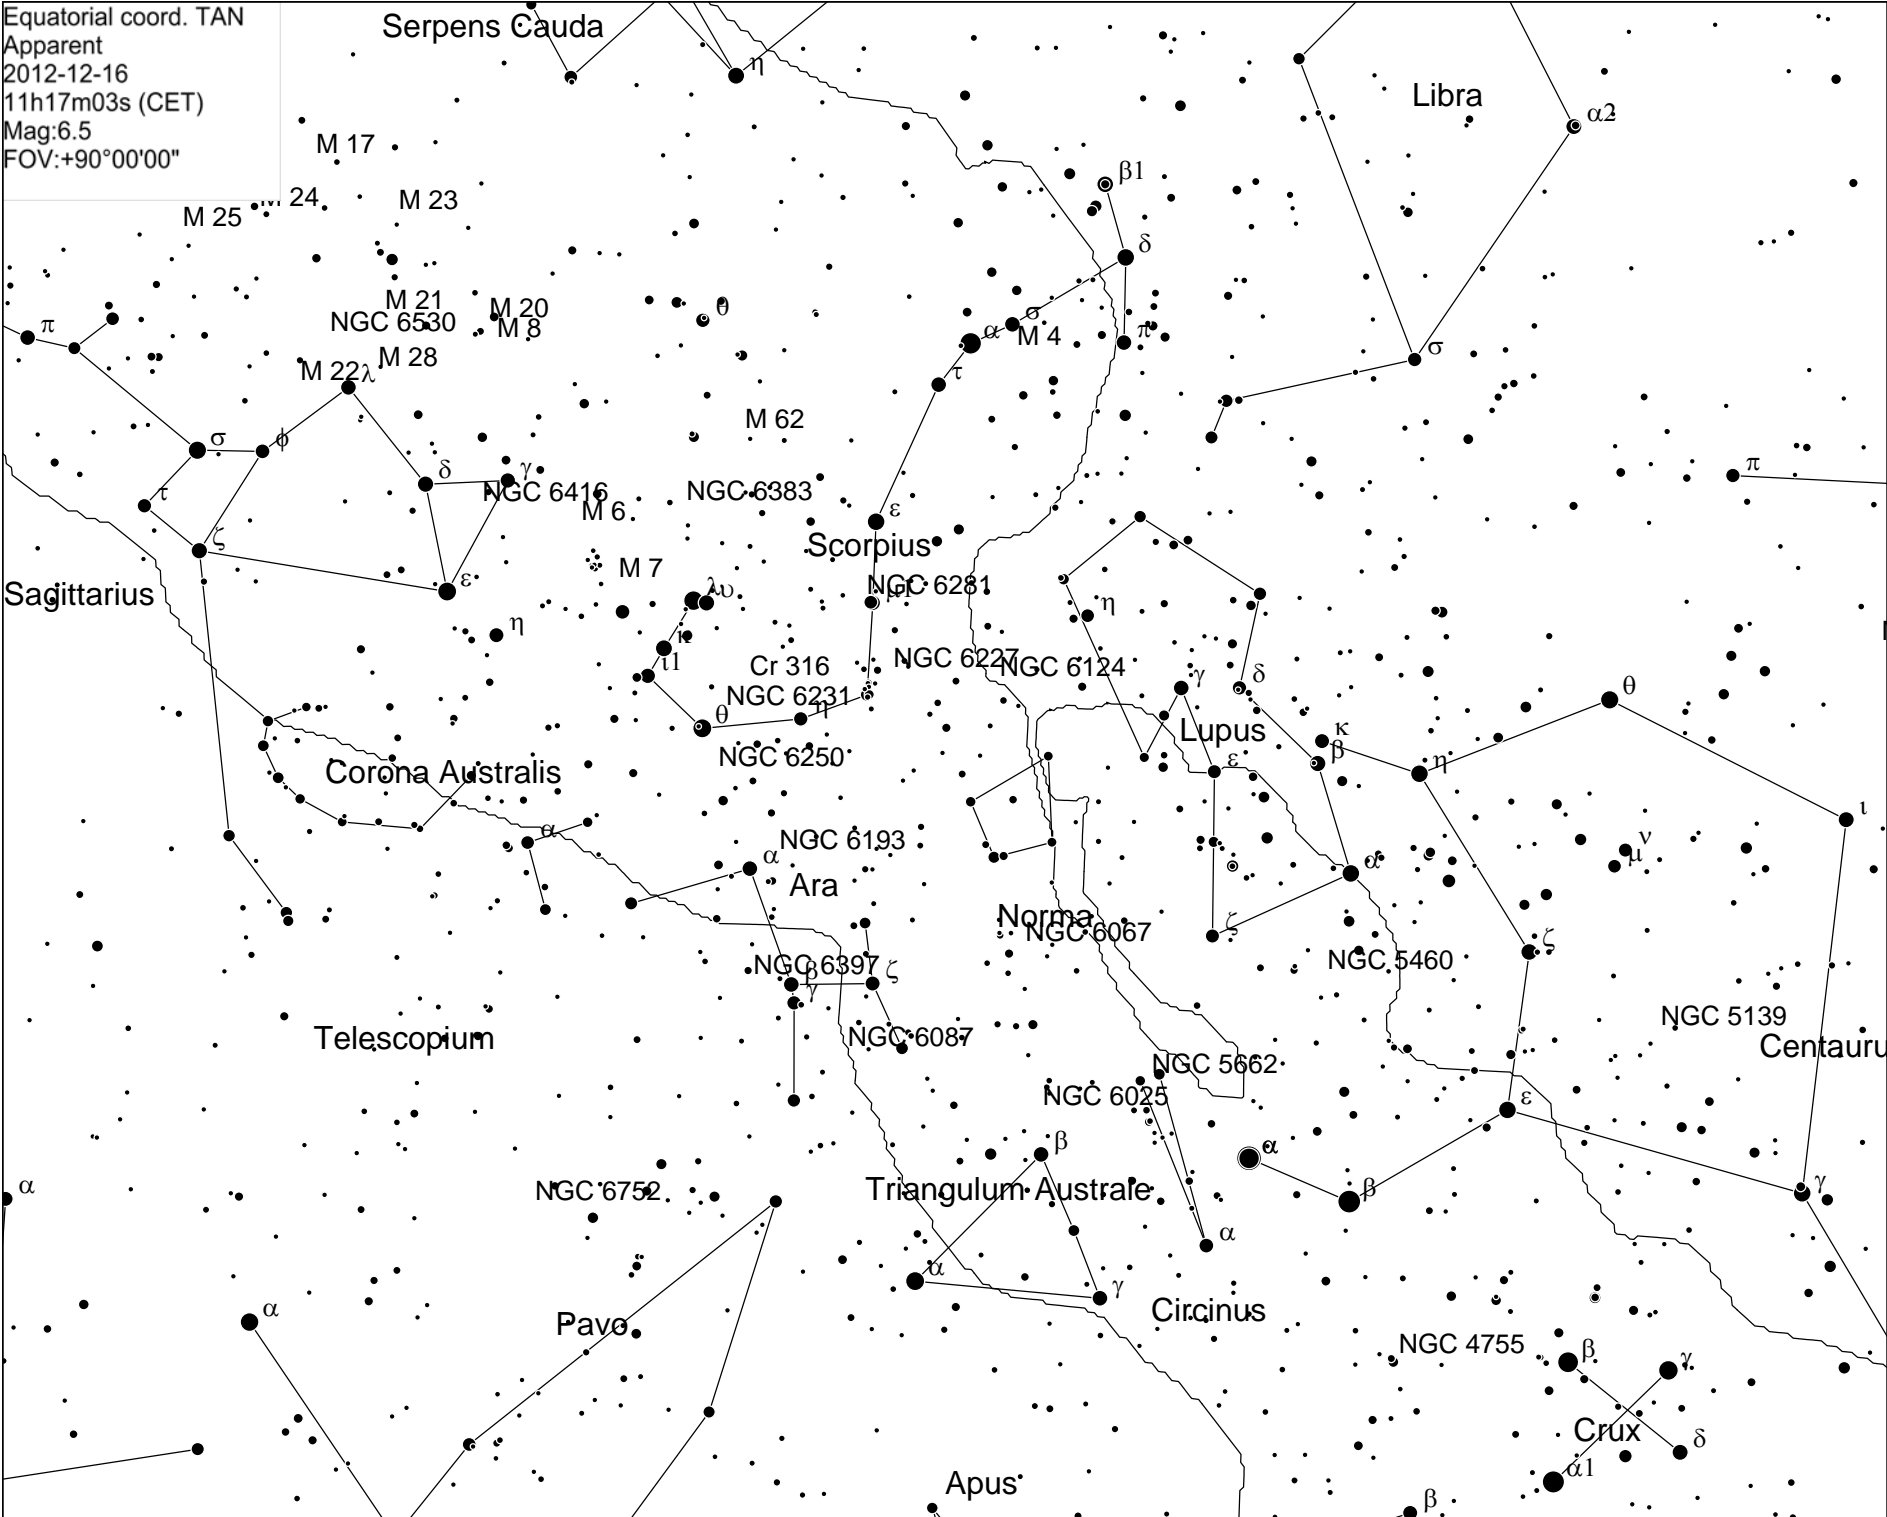 Equatorial coord. TAN
Apparent
2012-12-16
11h17m03s (CET)
Mag:6.5
FOV:+90°00'00"
Serpens Cauda
η
Libra
α2
M 17
β1
24
M 23
M 25
δ
M 21
M 20
NGC 6530
M 8
θ
σ
α
M 4
π
π
σ
M 28
M 22
λ
τ
M 62
σ
φ
δ
γ
π
τ
NGC 6416
M 6
NGC 6383
ε
ζ
Scorpius
M 7
ε
Sagittarius
λ
υ
NGC 6281
μ1
η
η
κ
ι1
Cr 316
NGC 6227
NGC 6124
γ
δ
θ
NGC 6231
η
θ
Lupus
κ
β
NGC 6250
ε
η
Corona Australis
ι
α
NGC 6193
α
Ara
ν
μ
α
Norma
NGC 6067
ζ
ζ
NGC 5460
NGC 6397
β
γ
ζ
NGC 5139
Telescopium
NGC 6087
Centauru
NGC 5662
NGC 6025
ε
β
α
α
NGC 6752
Triangulum Australe
β
γ
α
α
γ
α
Circinus
Pavo
NGC 4755
β
γ
Crux
δ
α1
Apus
β